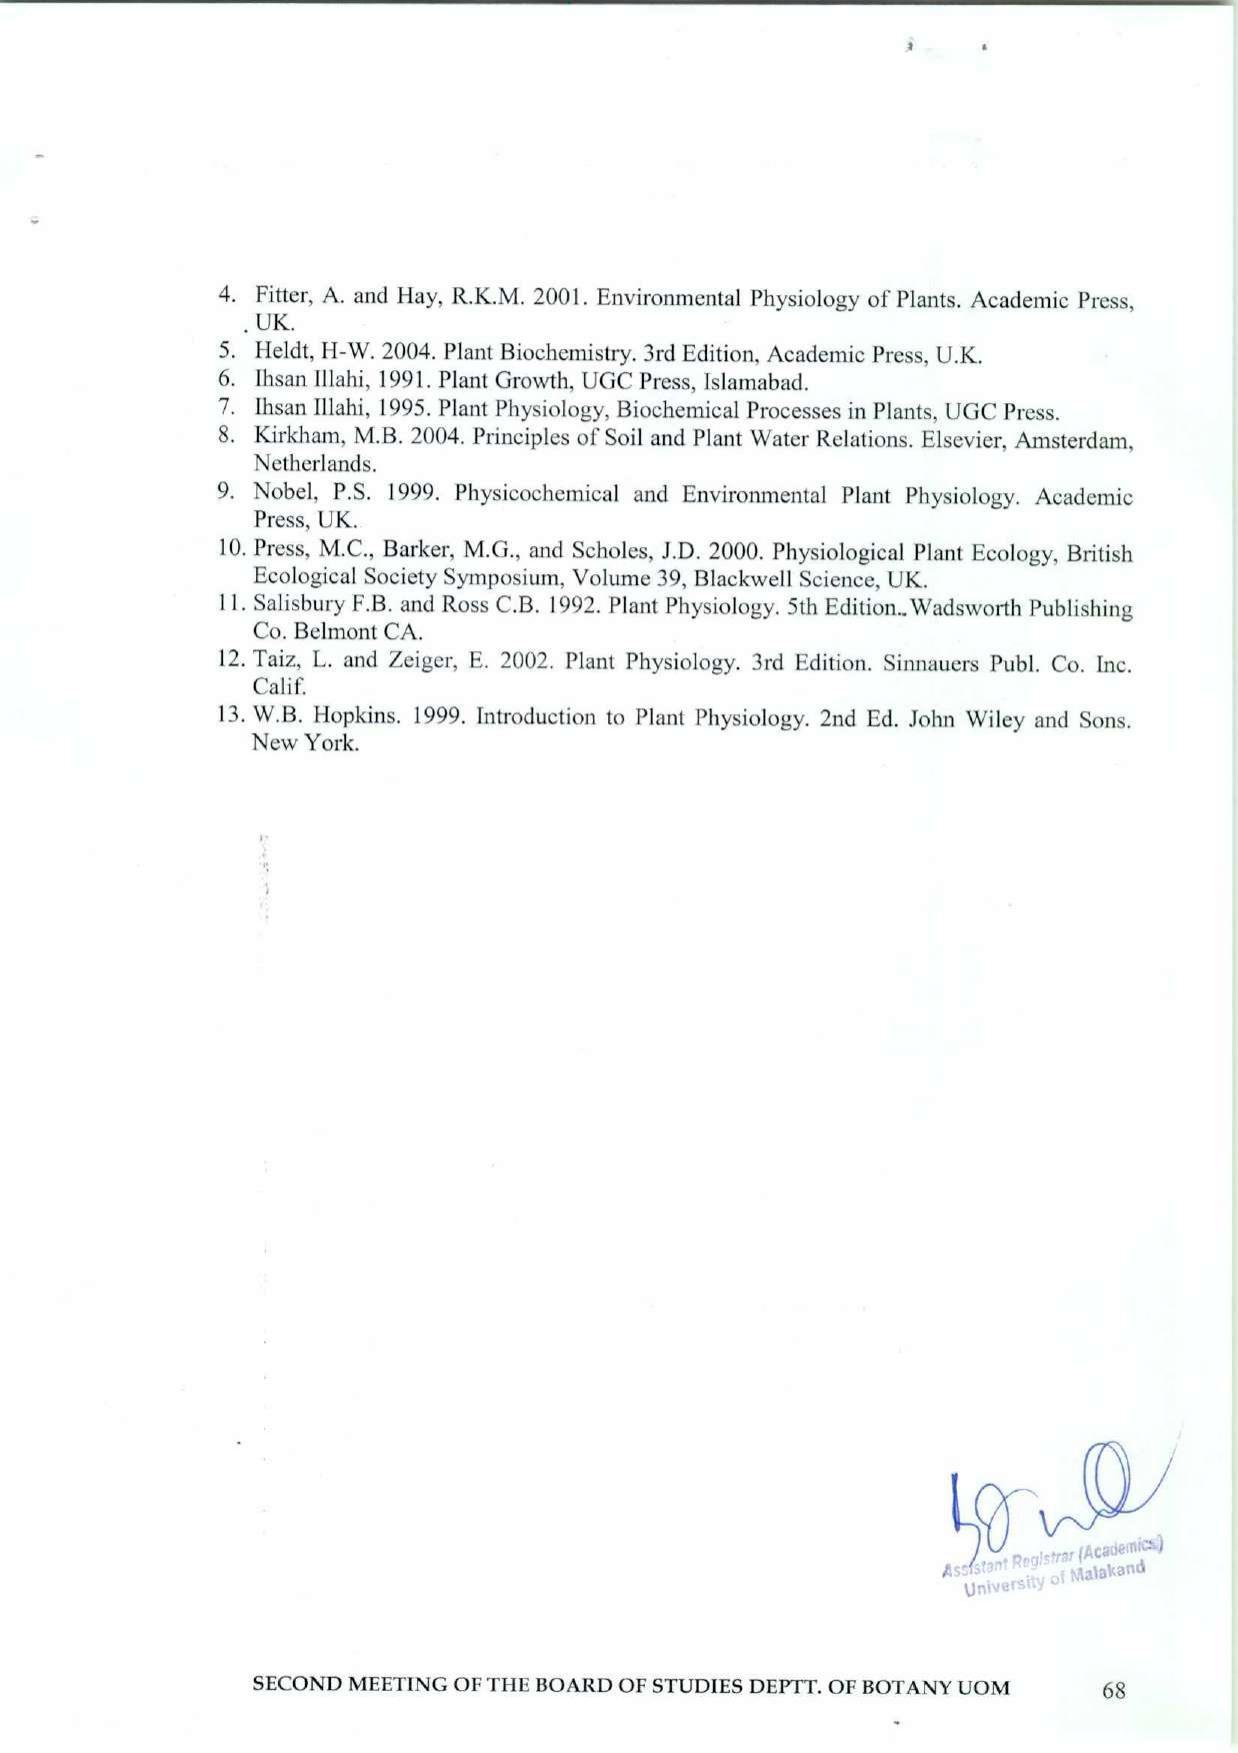 4. Fitter, A. and Hay, R.K.M. 2001. Environmental Physiology of Plants. Academic Press,
UK.
5. Heldt, H-W. 2004. Plant Biochemistry. 3rd Edition, Academic Press, U.K.
6. Ihsan Illahi, 1991. Plant Growth, UGC Press, Islamabad.
7. Ihsan Illahi, 1995. Plant Physiology, Biochemical Processes in Plants, UGC Press.
8. Kirkham, M.B. 2004. Principles of Soil and Plant Water Relations. Elsevier, Amsterdam,
Netherlands.
9. Nobel, P.S. 1999. Physicochemical and Environmental Plant Physiology. Academic
Press, UK.
10. Press, M.C., Barker, M.G., and Scholes, J.D. 2000. Physiological Plant Ecology, British
Ecological Society Symposium, Volume 39, Blackwell Science, UK.
11. Salisbury F.B. and Ross C.B. 1992. Plant Physiology. 5th Edition.. Wadsworth Publishing
Co. Belmont CA.
12. Taiz, L. and Zeiger, E. 2002. Plant Physiology. 3rd Edition. Sinnauers Publ. Co. Inc.
Calif.
13. W.B. Hopkins. 1999. Introduction to Plant Physiology. 2nd Ed. John Wiley and Sons.
New York.
Assistant Registrar (Academics)
University of Malakand
SECOND MEETING OF THE BOARD OF STUDIES DEPTT. OF BOTANY UOM 68